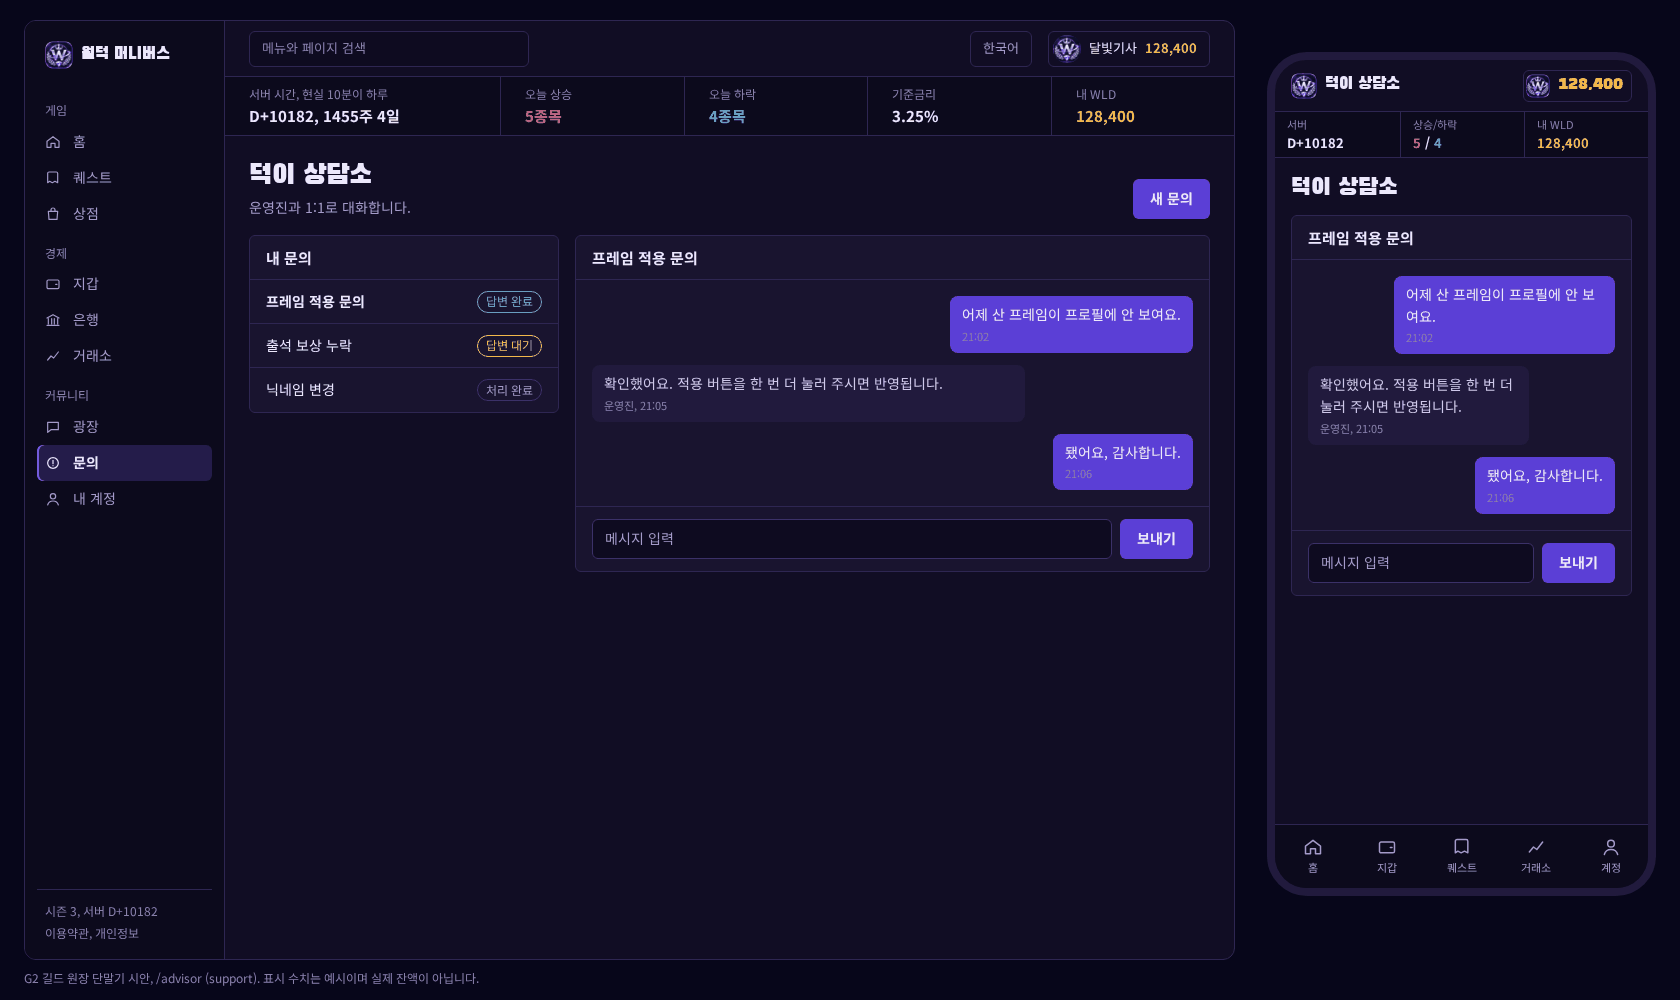 월덕 머니버스
게임
홈
퀘스트
상점
경제
지갑
은행
거래소
커뮤니티
광장
문의
내 계정
시즌 3, 서버 D+10182
이용약관, 개인정보
메뉴와 페이지 검색
한국어
달빛기사 128,400
서버 시간, 현실 10분이 하루
D+10182, 1455주 4일
오늘 상승
5종목
오늘 하락
4종목
기준금리
3.25%
내 WLD
128,400
덕이 상담소
운영진과 1:1로 대화합니다.
새 문의
내 문의
프레임 적용 문의 답변 완료
출석 보상 누락 답변 대기
닉네임 변경 처리 완료
프레임 적용 문의
어제 산 프레임이 프로필에 안 보여요.
21:02
확인했어요. 적용 버튼을 한 번 더 눌러 주시면 반영됩니다.
운영진, 21:05
됐어요, 감사합니다.
21:06
메시지 입력
보내기
덕이 상담소
128,400
서버
D+10182
상승/하락
5 / 4
내 WLD
128,400
덕이 상담소
프레임 적용 문의
어제 산 프레임이 프로필에 안 보
여요.
21:02
확인했어요. 적용 버튼을 한 번 더
눌러 주시면 반영됩니다.
운영진, 21:05
됐어요, 감사합니다.
21:06
메시지 입력
보내기
홈
지갑
퀘스트
거래소
계정
G2 길드 원장 단말기 시안, /advisor (support). 표시 수치는 예시이며 실제 잔액이 아닙니다.